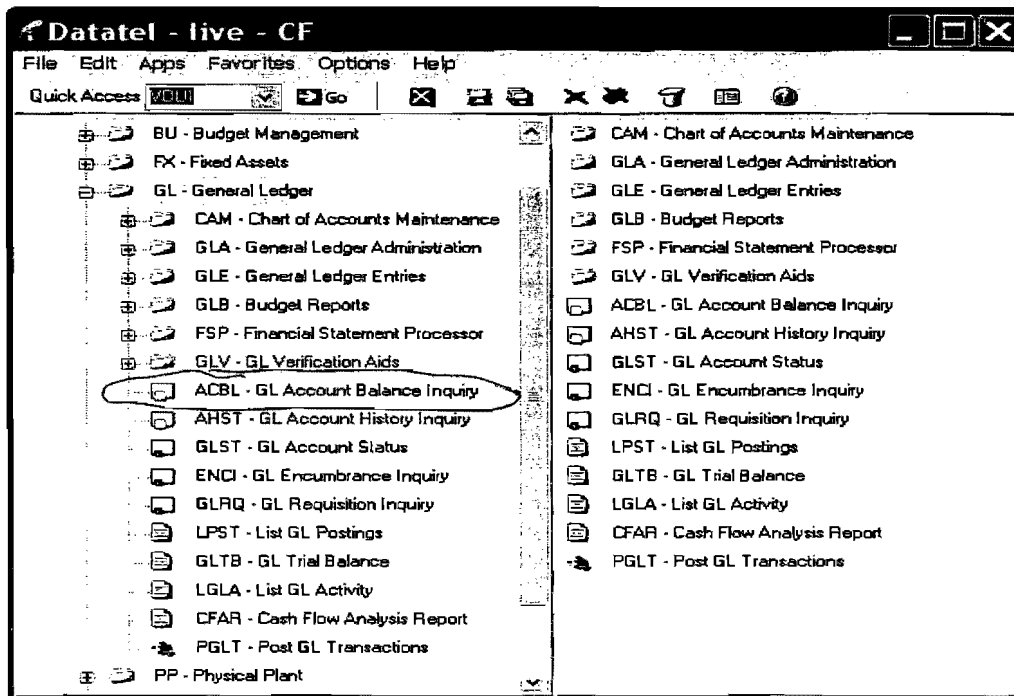 Datatel - live - CF
File Edit Apps Favorites Options Help
Quick Access VOUI Go
BU - Budget Management
FX - Fixed Assets
GL - General Ledger
CAM - Chart of Accounts Maintenance
GLA - General Ledger Administration
GLE - General Ledger Entries
GLB - Budget Reports
FSP - Financial Statement Processor
GLV - GL Verification Aids
ACBL - GL Account Balance Inquiry
AHST - GL Account History Inquiry
GLST - GL Account Status
ENCI - GL Encumbrance Inquiry
GLRQ - GL Requisition Inquiry
LPST - List GL Postings
GLTB - GL Trial Balance
LGLA - List GL Activity
CFAR - Cash Flow Analysis Report
PGLT - Post GL Transactions
PP - Physical Plant
CAM - Chart of Accounts Maintenance
GLA - General Ledger Administration
GLE - General Ledger Entries
GLB - Budget Reports
FSP - Financial Statement Processor
GLV - GL Verification Aids
ACBL - GL Account Balance Inquiry
AHST - GL Account History Inquiry
GLST - GL Account Status
ENCI - GL Encumbrance Inquiry
GLRQ - GL Requisition Inquiry
LPST - List GL Postings
GLTB - GL Trial Balance
LGLA - List GL Activity
CFAR - Cash Flow Analysis Report
PGLT - Post GL Transactions